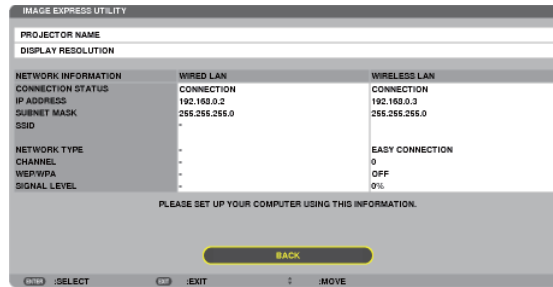 IMAGE EXPRESS UTILITY
PROJECTOR NAME
DISPLAY RESOLUTION
NETWORK INFORMATION WIRED LAN WIRELESS LAN
CONNECTION STATUS CONNECTION CONNECTION
IP ADDRESS 192.168.0.2 192.168.0.3
SUBNET MASK 255.255.255.0 255.255.255.0
SSID -
NETWORK TYPE - EASY CONNECTION
CHANNEL - 0
WEP/WPA - OFF
SIGNAL LEVEL - 0%
PLEASE SET UP YOUR COMPUTER USING THIS INFORMATION.
BACK
ENTER :SELECT EXIT :EXIT :MOVE